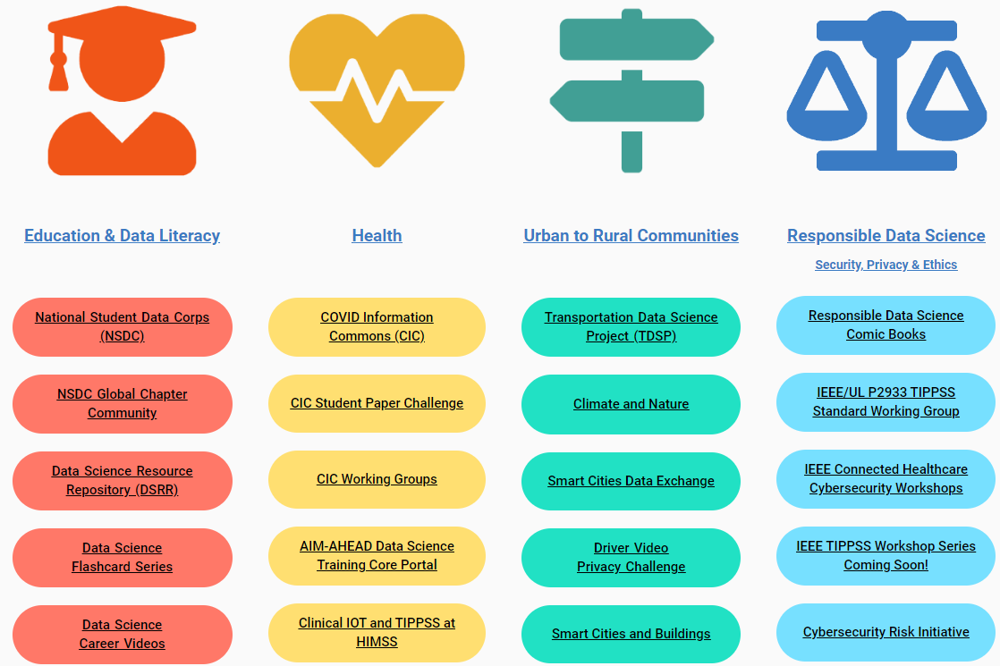 Education & Data Literacy
National Student Data Corps
(NSDC)
NSDC Global Chapter
Community
Data Science Resource
Repository (DSRR)
Data Science
Flashcard Series
Data Science
Career Videos
Health
COVID Information
Commons (CIC)
CIC Student Paper Challenge
CIC Working Groups
AIM-AHEAD Data Science
Training Core Portal
Clinical IOT and TIPPSS at
HIMSS
Urban to Rural Communities
Transportation Data Science
Project (TDSP)
Climate and Nature
Smart Cities Data Exchange
Driver Video
Privacy Challenge
Smart Cities and Buildings
Responsible Data Science
Security, Privacy & Ethics
Responsible Data Science
Comic Books
IEEE/UL P2933 TIPPSS
Standard Working Group
IEEE Connected Healthcare
Cybersecurity Workshops
IEEE TIPPSS Workshop Series
Coming Soon!
Cybersecurity Risk Initiative